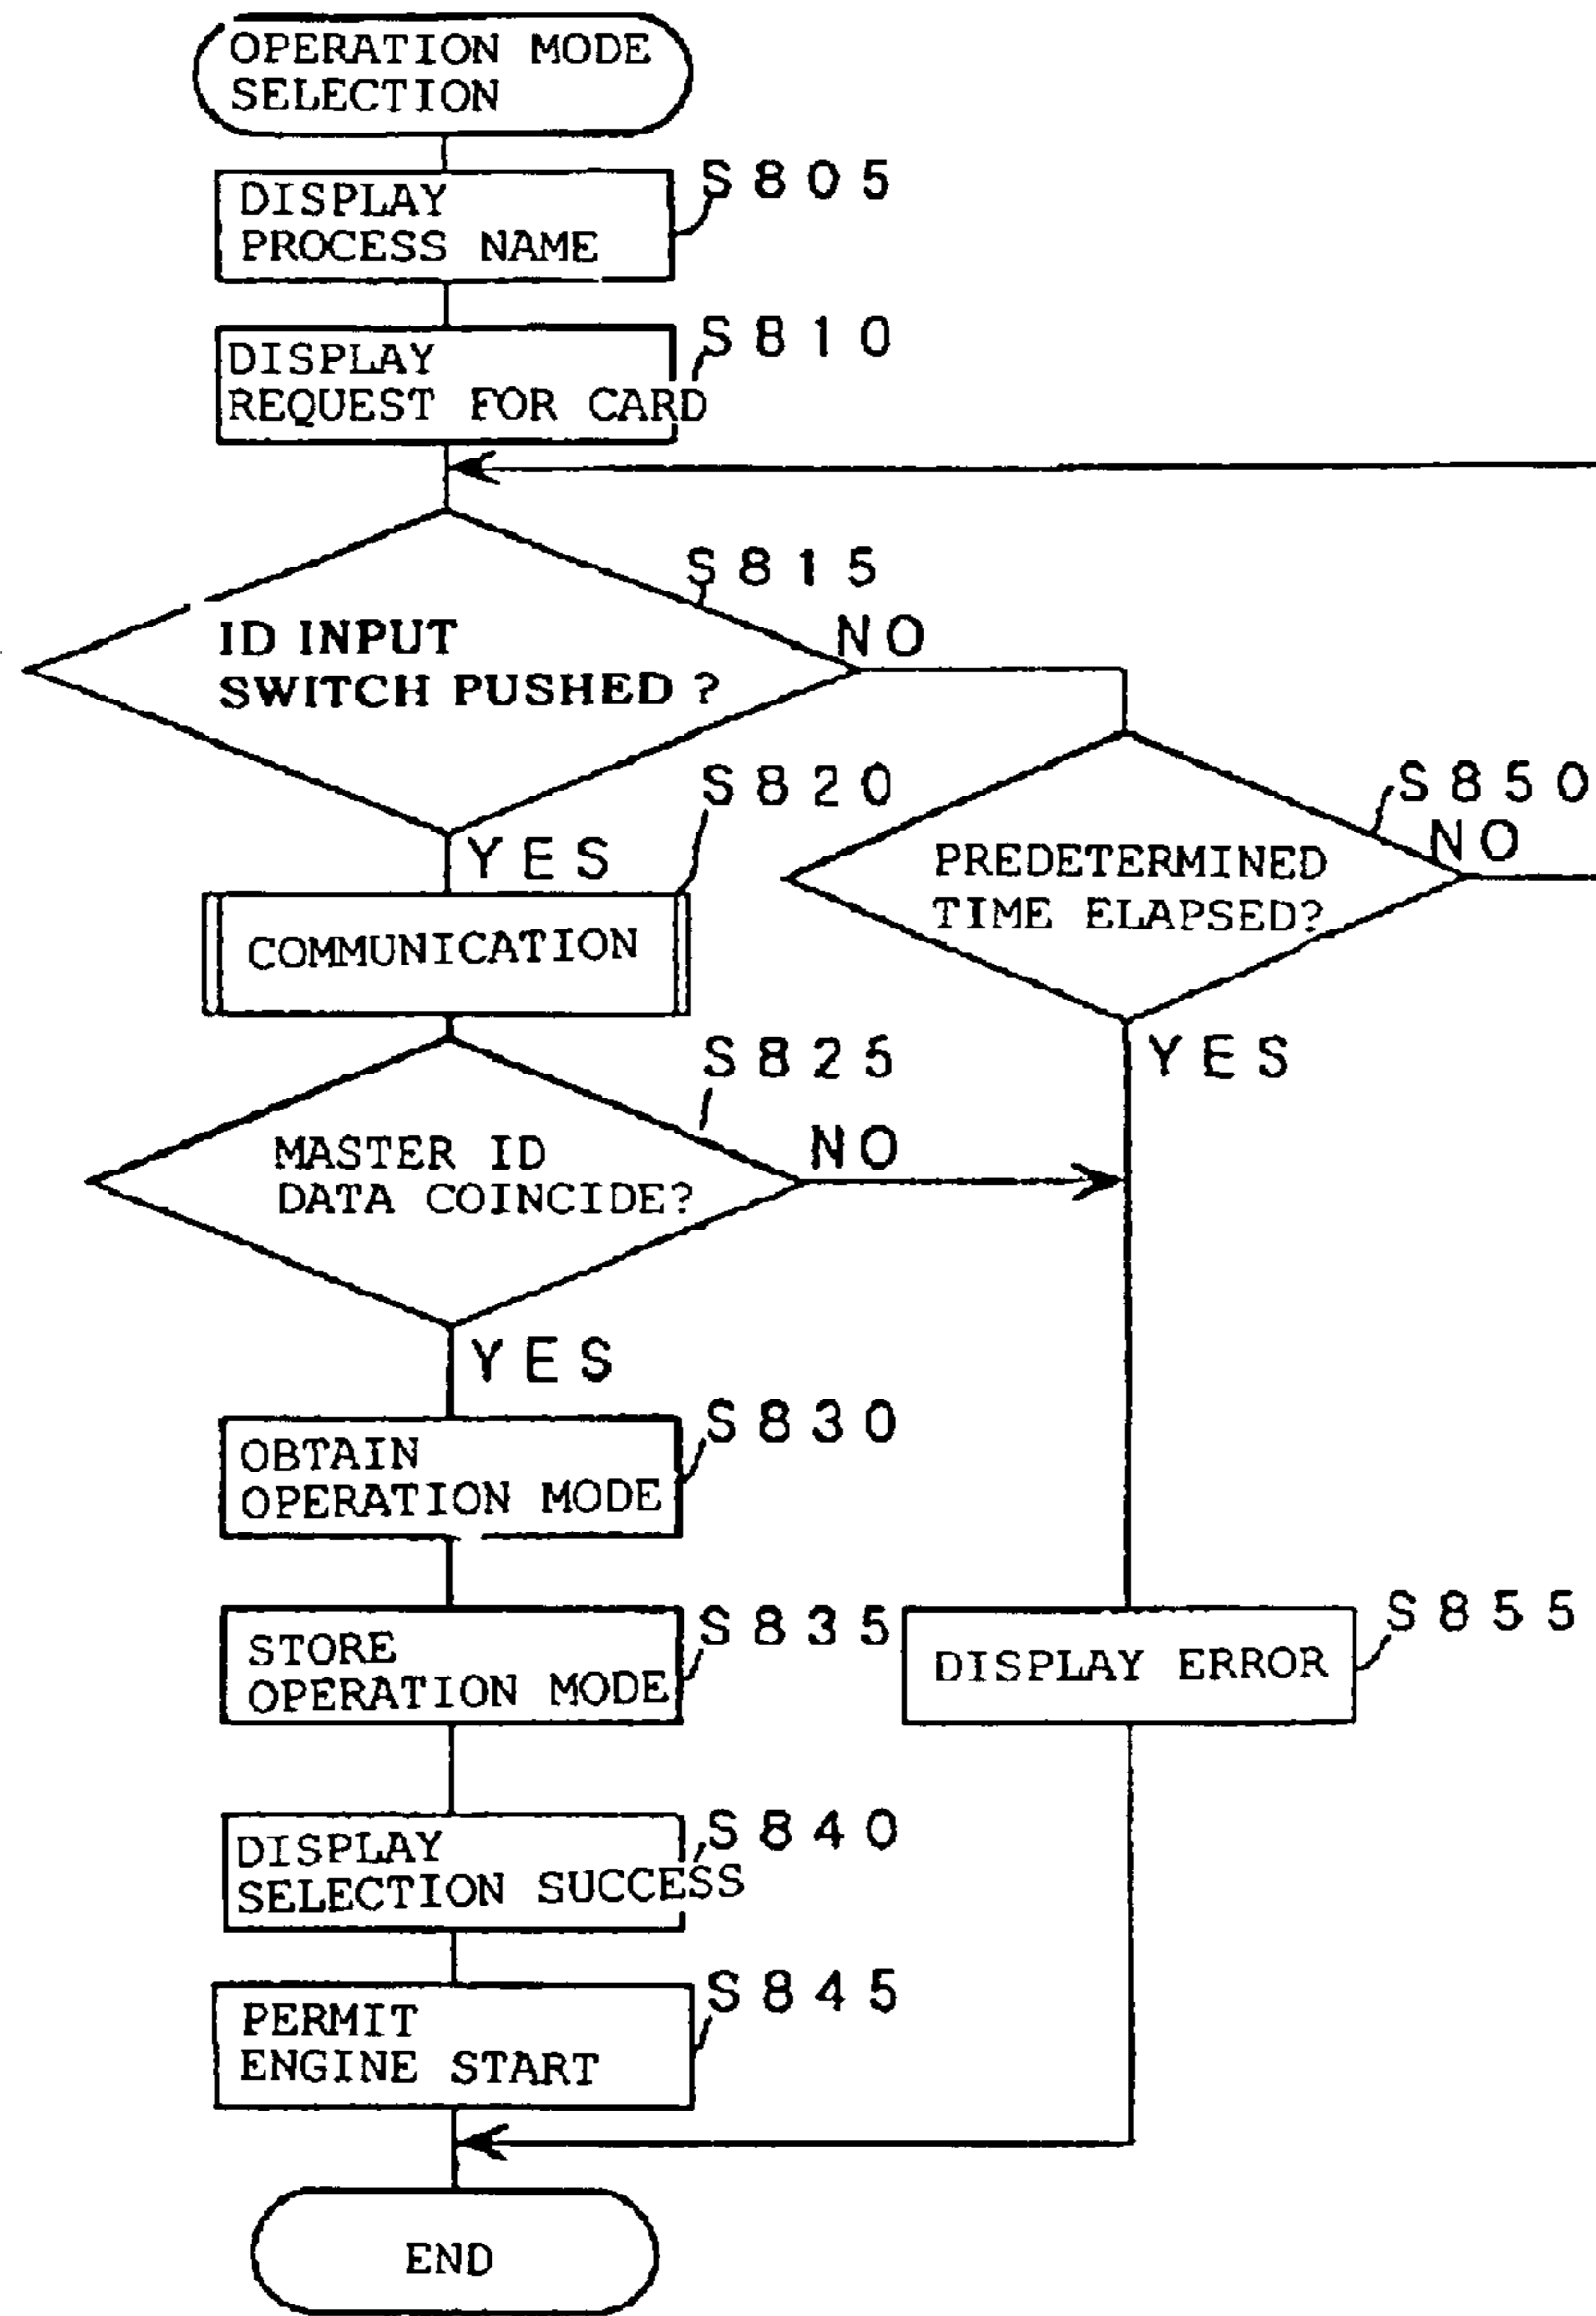 OPERATION MODE
SELECTION
S805
DISPLAY
PROCESS NAME
S810
DISPLAY
REQUEST FOR CARD
S815
NO
ID INPUT
SWITCH PUSHED ?
S820
YES
S850
NO
PREDETERMINED
TIME ELAPSED?
COMMUNICATION
S825
YES
NO
MASTER ID
DATA COINCIDE?
YES
S830
OBTAIN
OPERATION MODE
S835
STORE
OPERATION MODE
S855
DISPLAY ERROR
S840
DISPLAY
SELECTION SUCCESS
S845
PERMIT
ENGINE START
END